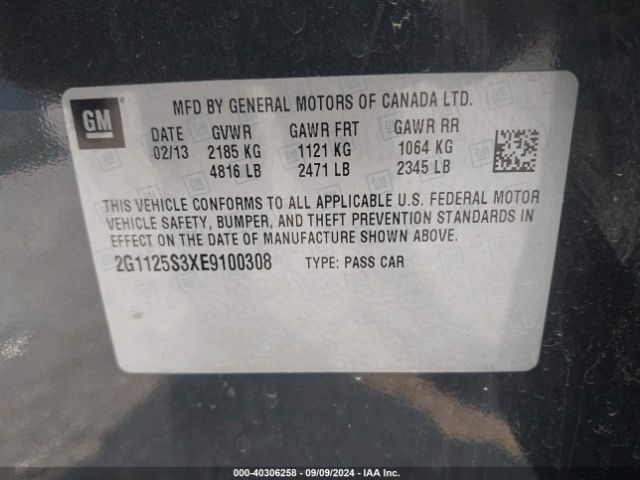 GM
MFD BY GENERAL MOTORS OF CANADA LTD.
DATE GVWR GAWR FRT GAWR RR
02/13 2185 KG 1121 KG 1064 KG
4816 LB 2471 LB 2345 LB
THIS VEHICLE CONFORMS TO ALL APPLICABLE U.S. FEDERAL MOTOR
VEHICLE SAFETY, BUMPER, AND THEFT PREVENTION STANDARDS IN
EFFECT ON THE DATE OF MANUFACTURE SHOWN ABOVE.
2G1125S3XE9100308 TYPE: PASS CAR
000-40306258 - 09/09/2024 - IAA Inc.